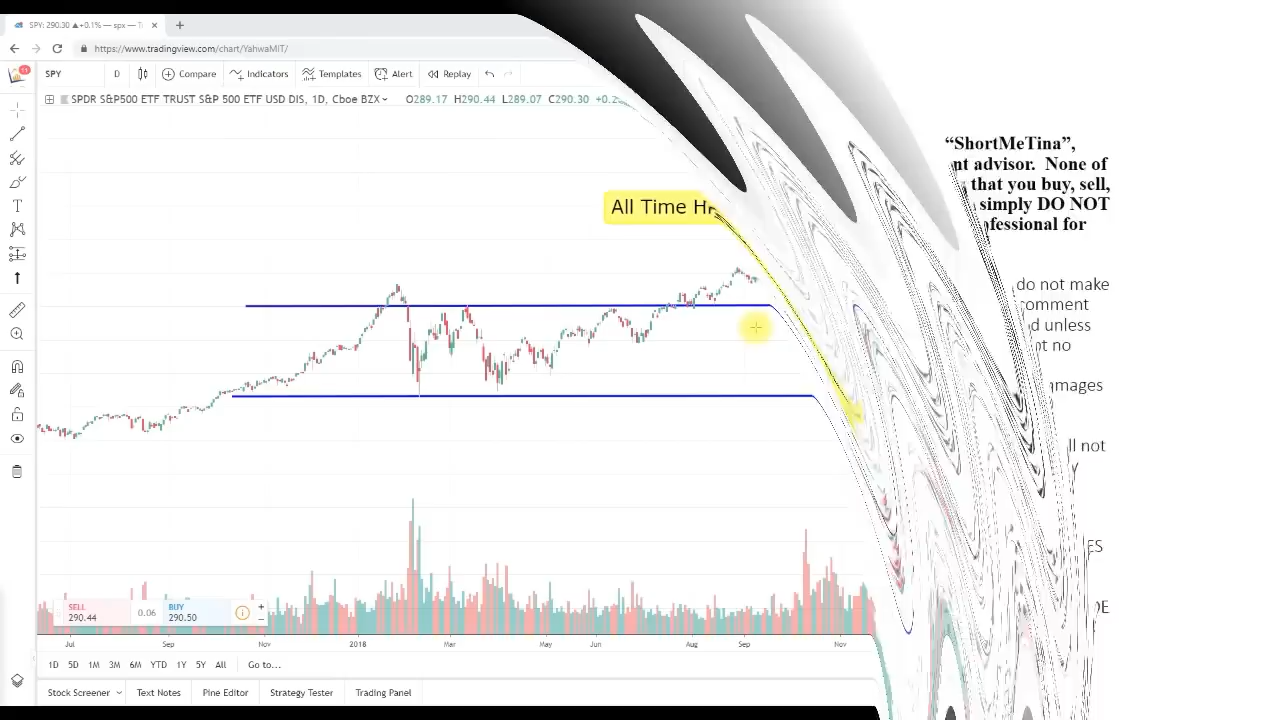 SPY: 290.30 ▲+0.1% — spx — T
https://www.tradingview.com/chart/YahwaMIT/
11
SPY D Compare Indicators Templates Alert Replay
SPDR S&P500 ETF TRUST S&P 500 ETF USD DIS, 1D, Cboe BZX O289.17 H290.44 L289.07 C290.30
“ShortMeTina”,
nt advisor. None of
that you buy, sell,
simply DO NOT
ofessional for
All Time
do not make
comment
d unless
nt no
mages
ll not
ES
DE
SELL 0.06 BUY
290.44 290.50
Jul Sep Nov 2018 Mar May Jun Aug Sep Nov
1D 5D 1M 3M 6M YTD 1Y 5Y All Go to...
Stock Screener Text Notes Pine Editor Strategy Tester Trading Panel